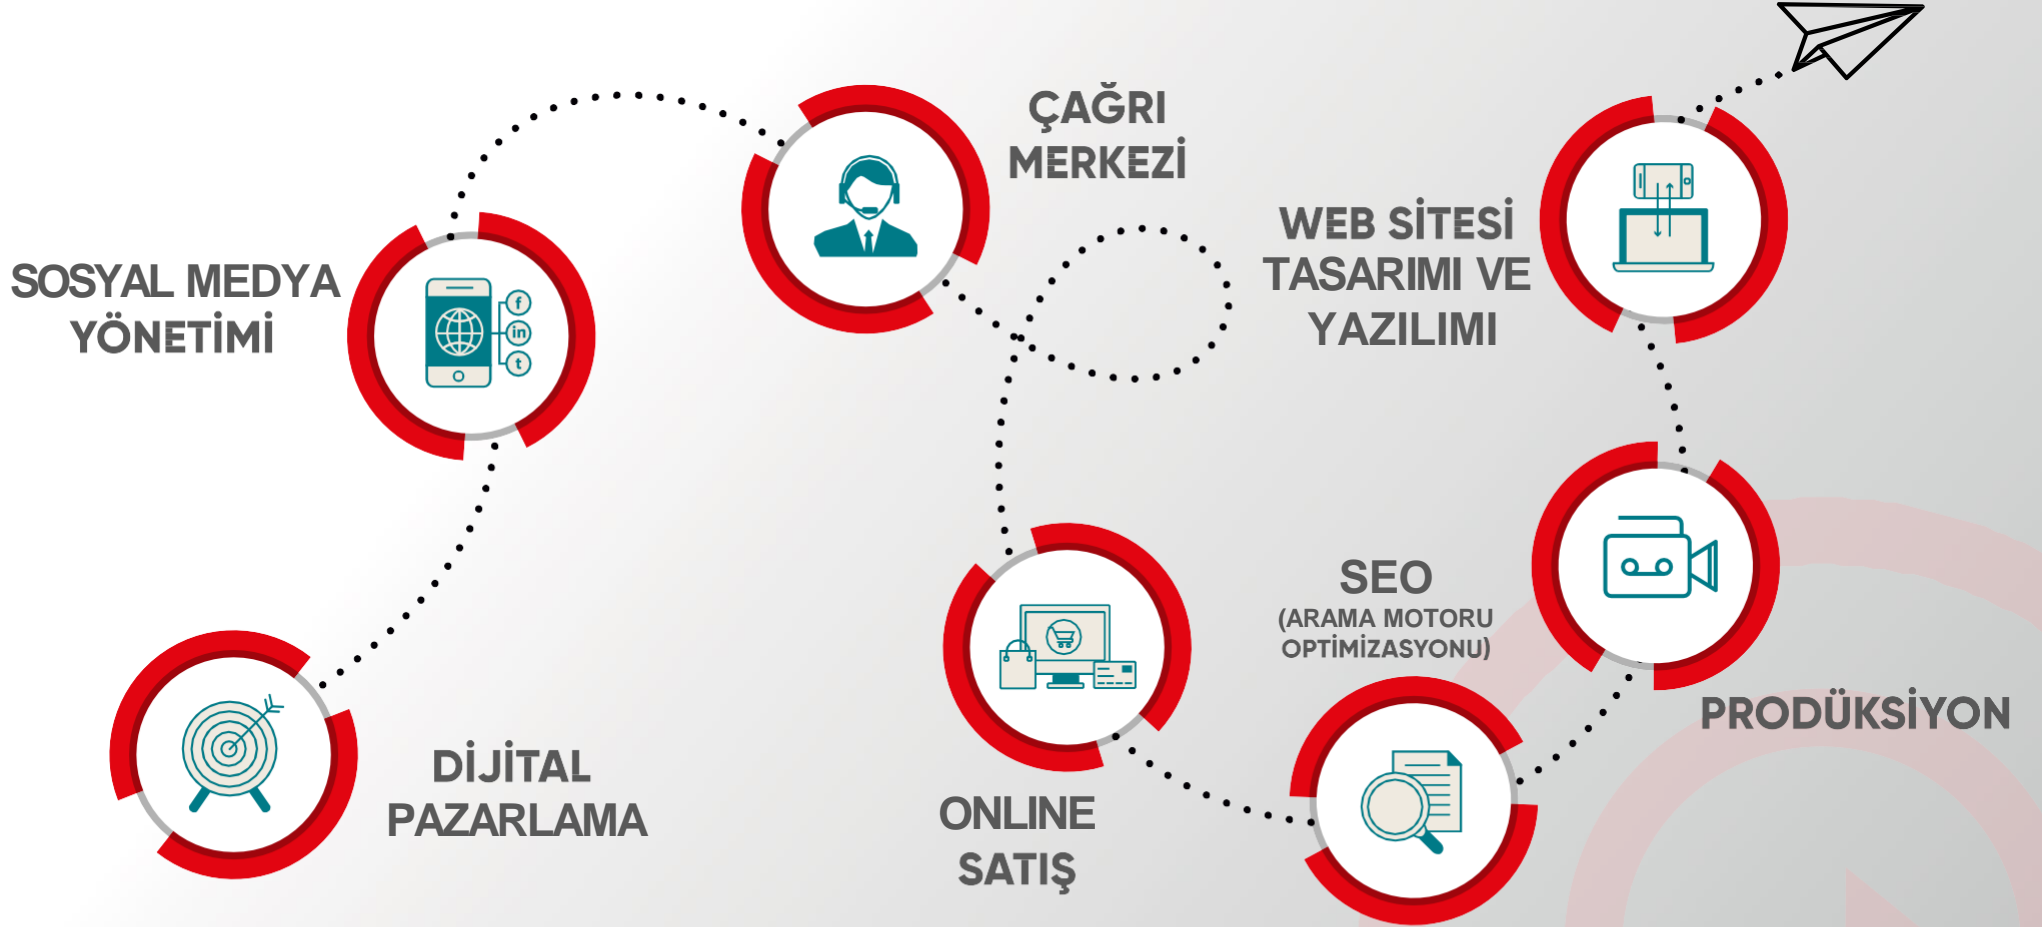 ÇAĞRI
MERKEZİ
WEB SİTESİ
TASARIMI VE
YAZILIMI
SOSYAL MEDYA
YÖNETİMİ
f
in
t
SEO
(ARAMA MOTORU
OPTİMİZASYONU)
PRODÜKSİYON
DİJİTAL
PAZARLAMA
ONLINE
SATIŞ